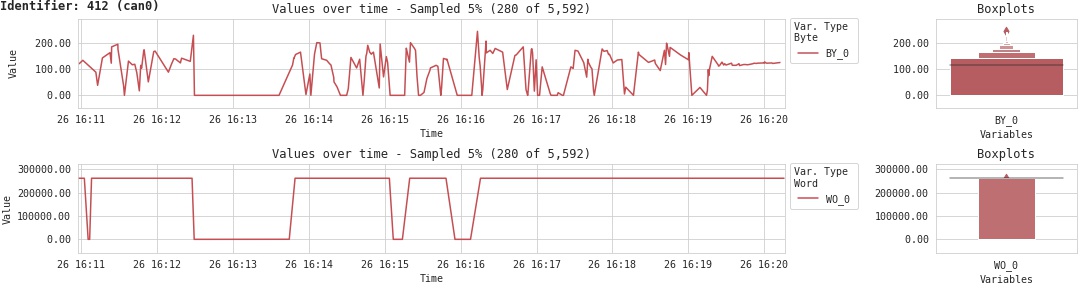 Identifier: 412 (can0)
Values over time - Sampled 5% (280 of 5,592)
Value
200.00
100.00
0.00
26 16:11 26 16:12 26 16:13 26 16:14 26 16:15 26 16:16 26 16:17 26 16:18 26 16:19 26 16:20
Time
Var. Type
Byte
BY_0
Boxplots
200.00
100.00
0.00
BY_0
Variables
Values over time - Sampled 5% (280 of 5,592)
Value
300000.00
200000.00
100000.00
0.00
26 16:11 26 16:12 26 16:13 26 16:14 26 16:15 26 16:16 26 16:17 26 16:18 26 16:19 26 16:20
Time
Var. Type
Word
WO_0
Boxplots
300000.00
200000.00
100000.00
0.00
WO_0
Variables